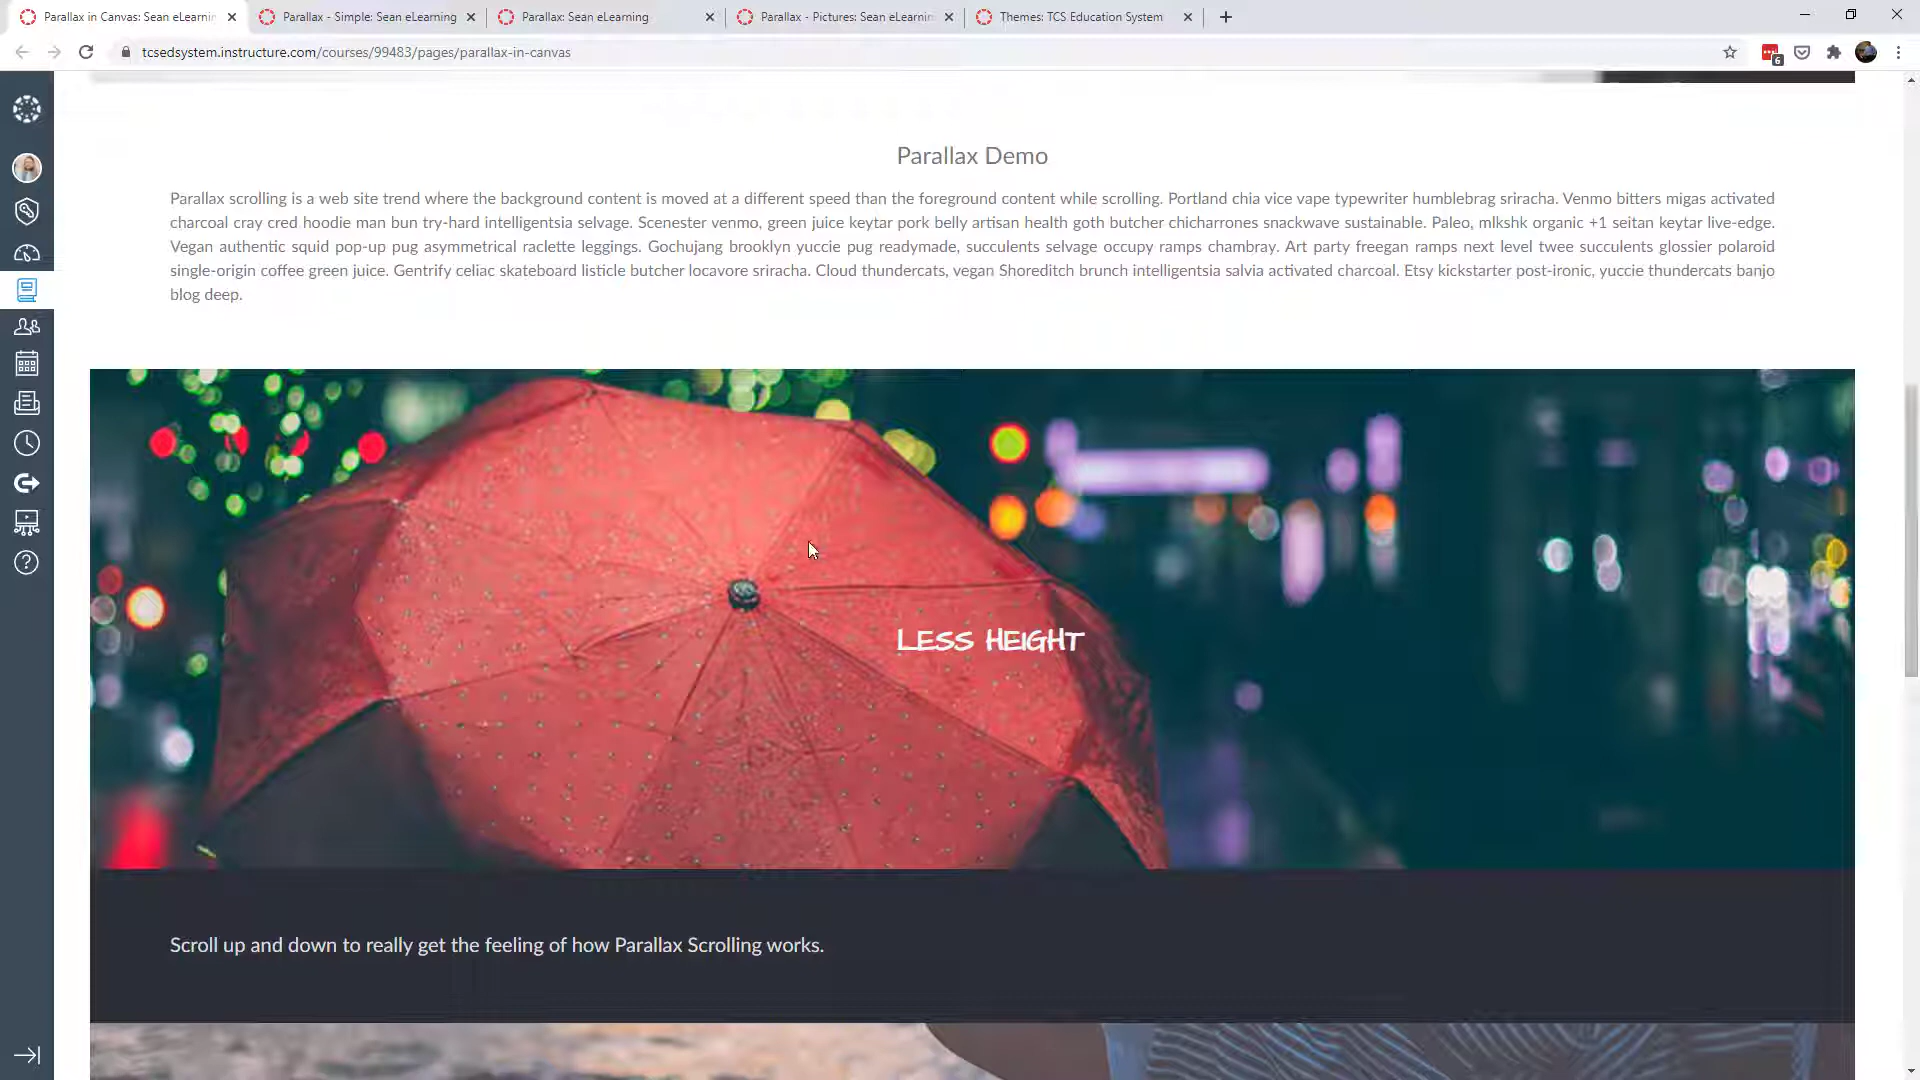 Parallax in Canvas: Sean eLearnin
Parallax - Simple: Sean eLearning
Parallax: Sean eLearning
Parallax - Pictures: Sean eLearnin
Themes: TCS Education System
tcsedsystem.instructure.com/courses/99483/pages/parallax-in-canvas
6
Parallax Demo
Parallax scrolling is a web site trend where the background content is moved at a different speed than the foreground content while scrolling. Portland chia vice vape typewriter humblebrag sriracha. Venmo bitters migas activated
charcoal cray cred hoodie man bun try-hard intelligentsia selvage. Scenester venmo, green juice keytar pork belly artisan health goth butcher chicharrones snackwave sustainable. Paleo, mlkshk organic +1 seitan keytar live-edge.
Vegan authentic squid pop-up pug asymmetrical raclette leggings. Gochujang brooklyn yuccie pug readymade, succulents selvage occupy ramps chambray. Art party freegan ramps next level twee succulents glossier polaroid
single-origin coffee green juice. Gentrify celiac skateboard listicle butcher locavore sriracha. Cloud thundercats, vegan Shoreditch brunch intelligentsia salvia activated charcoal. Etsy kickstarter post-ironic, yuccie thundercats banjo
blog deep.
LESS HEIGHT
Scroll up and down to really get the feeling of how Parallax Scrolling works.